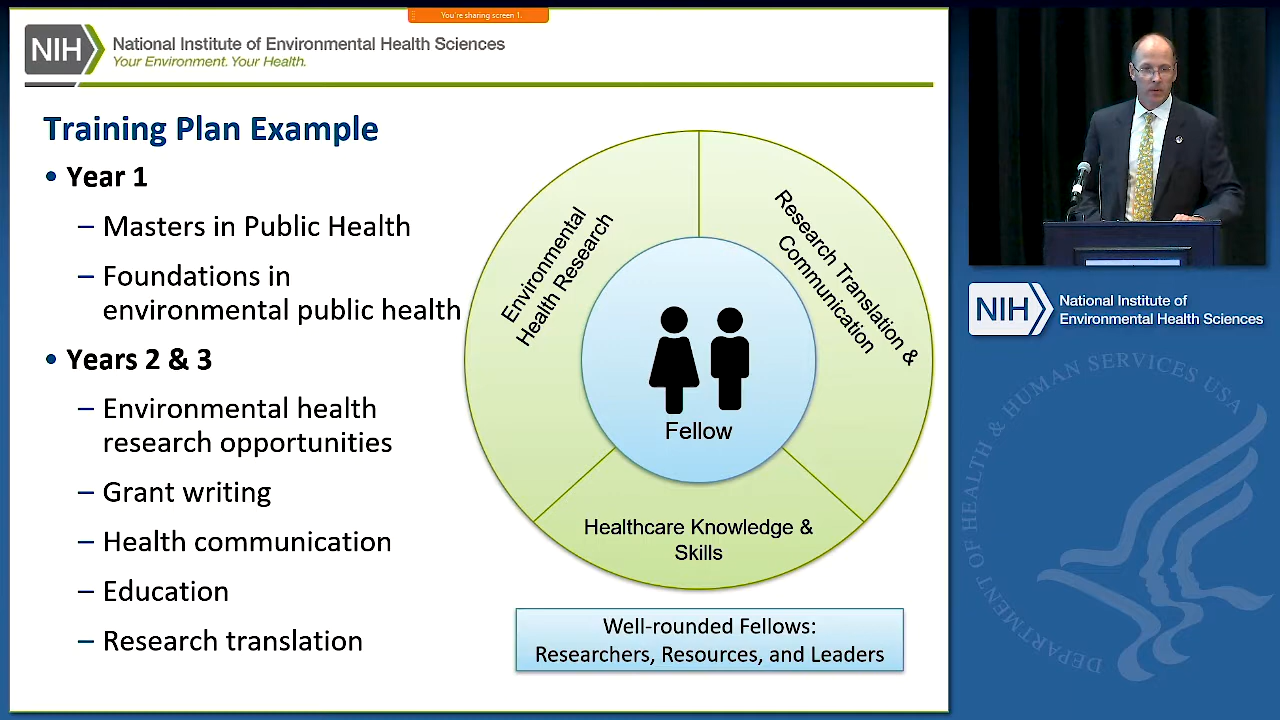 You're sharing screen 1.
NIH
National Institute of Environmental Health Sciences
Your Environment. Your Health.
Training Plan Example
• Year 1
– Masters in Public Health
– Foundations in
environmental public health
• Years 2 & 3
– Environmental health
research opportunities
– Grant writing
– Health communication
– Education
– Research translation
Environmental
Health Research
Research Translation &
Communication
Fellow
Healthcare Knowledge &
Skills
Well-rounded Fellows:
Researchers, Resources, and Leaders
NIH
National Institute of
Environmental Health Sciences
DEPARTMENT OF HEALTH & HUMAN SERVICES USA